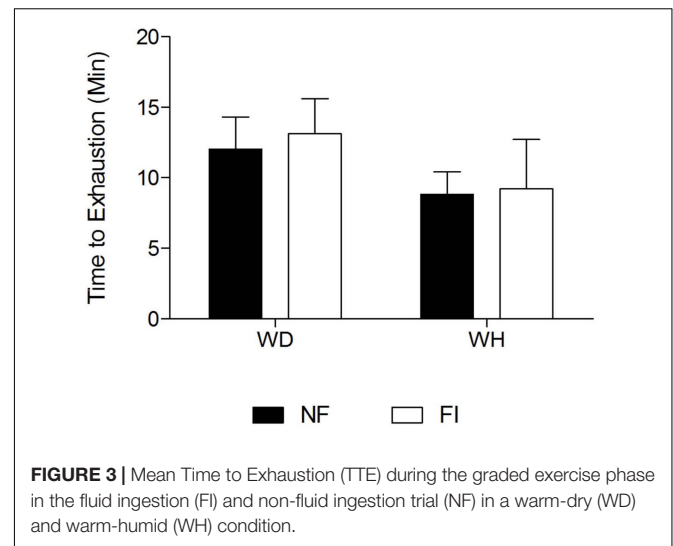 20
15
10
5
0
Time to Exhaustion (Min)
WD WH
NF FI
FIGURE 3 | Mean Time to Exhaustion (TTE) during the graded exercise phase
in the fluid ingestion (FI) and non-fluid ingestion trial (NF) in a warm-dry (WD)
and warm-humid (WH) condition.